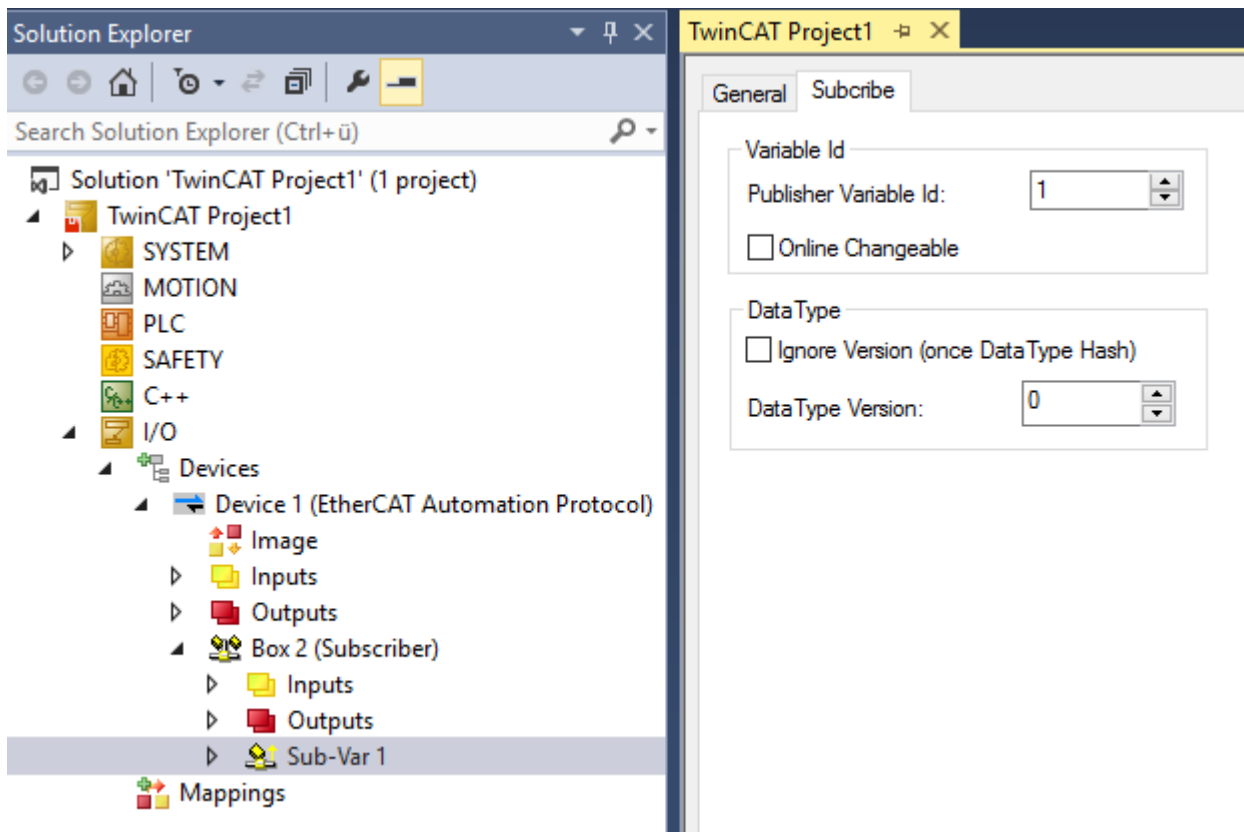 Solution Explorer
Search Solution Explorer (Ctrl+ü)
Solution 'TwinCAT Project1' (1 project)
TwinCAT Project1
SYSTEM
MOTION
PLC
SAFETY
C++
I/O
Devices
Device 1 (EtherCAT Automation Protocol)
Image
Inputs
Outputs
Box 2 (Subscriber)
Inputs
Outputs
Sub-Var 1
Mappings
TwinCAT Project1
General Subcribe
Variable Id
Publisher Variable Id: 1
Online Changeable
DataType
Ignore Version (once DataType Hash)
DataType Version: 0